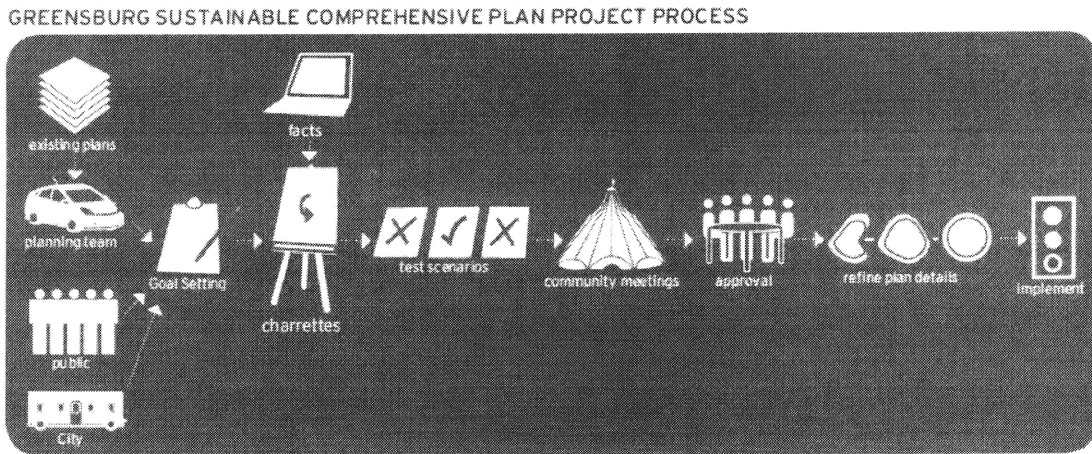 GREENSBURG SUSTAINABLE COMPREHENSIVE PLAN PROJECT PROCESS
existing plans
planning team
public
City
Goal Setting
facts
charrettes
test scenarios
community meetings
approval
refine plan details
implement